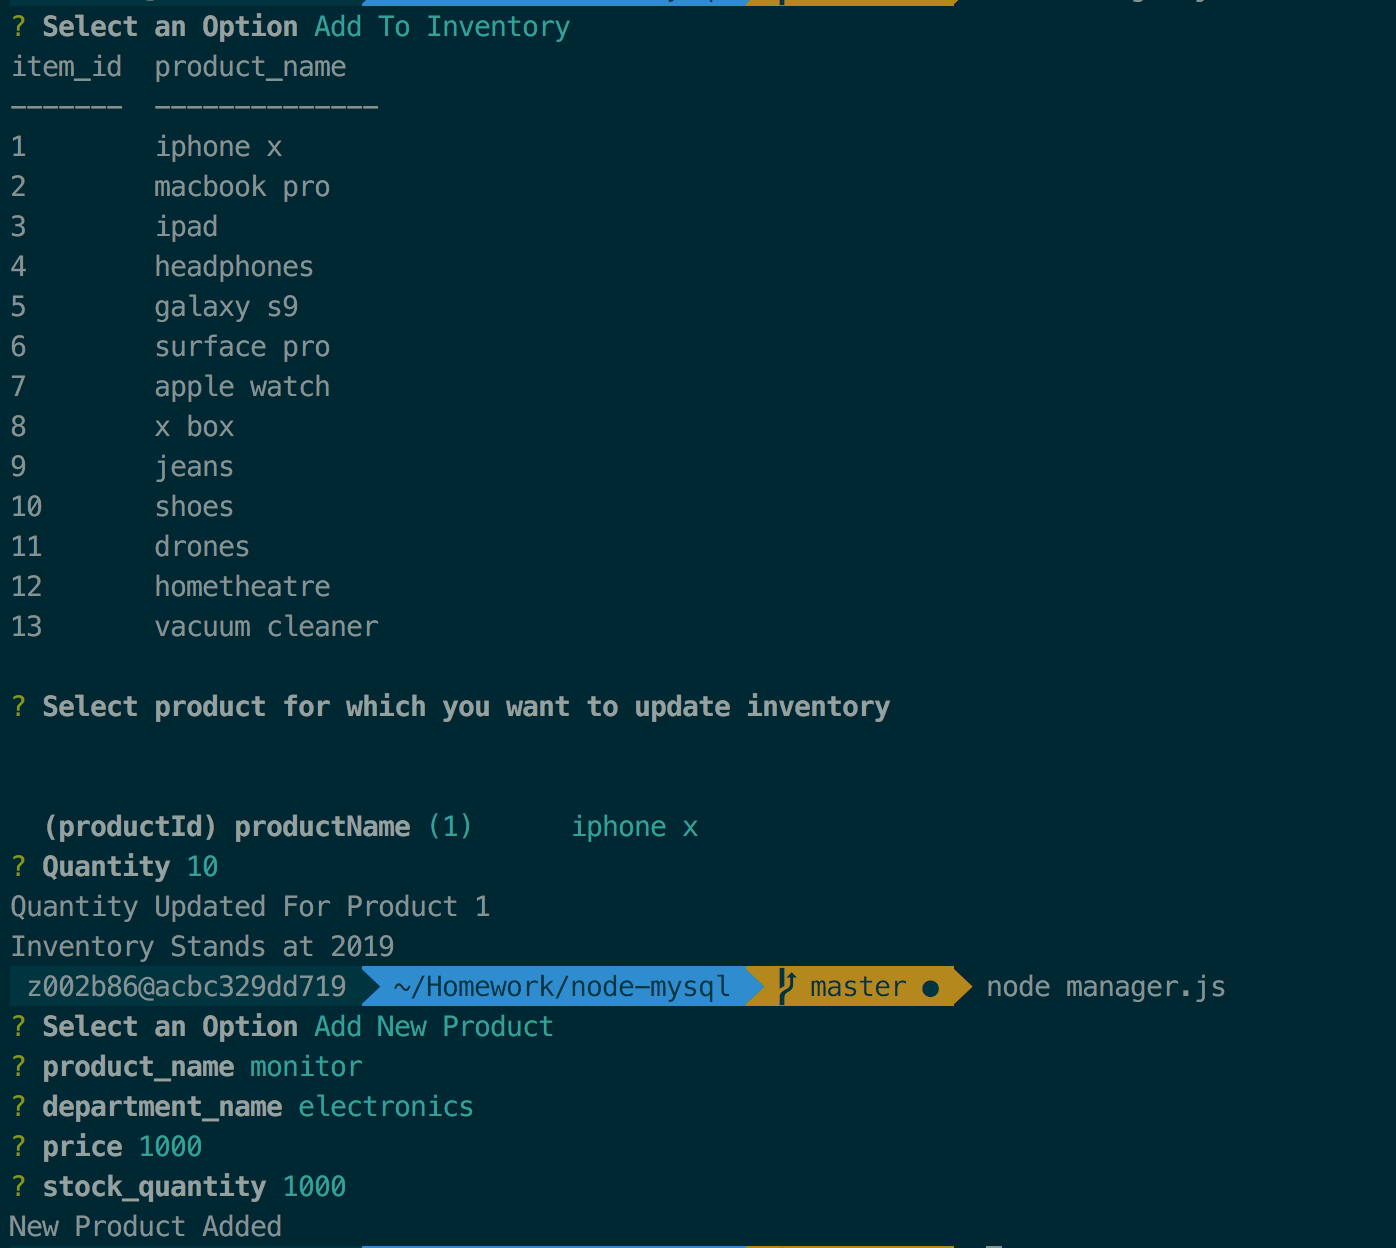 ? Select an Option Add To Inventory
item_id  product_name
-------  --------------
1        iphone x
2        macbook pro
3        ipad
4        headphones
5        galaxy s9
6        surface pro
7        apple watch
8        x box
9        jeans
10       shoes
11       drones
12       hometheatre
13       vacuum cleaner
? Select product for which you want to update inventory
  (productId) productName (1)      iphone x
? Quantity 10
Quantity Updated For Product 1
Inventory Stands at 2019
z002b86@acbc329dd719 ~/Homework/node-mysql master ● node manager.js
? Select an Option Add New Product
? product_name monitor
? department_name electronics
? price 1000
? stock_quantity 1000
New Product Added